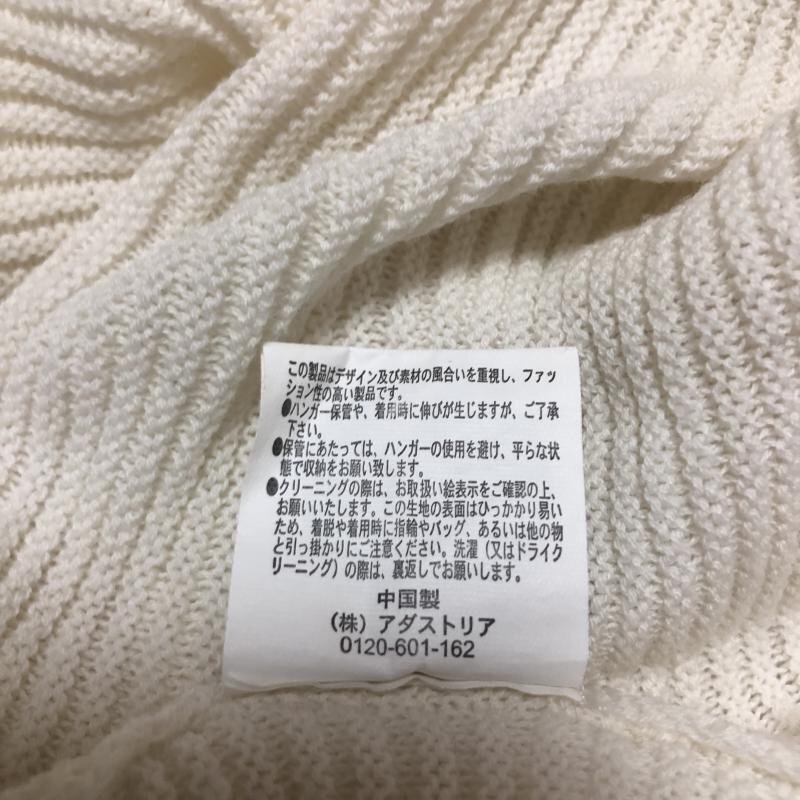 この製品はデザイン及び素材の風合いを重視し、ファッ
ション性の高い製品です。
●ハンガー保管や、着用時に伸びが生じますが、ご了承
下さい。
●保管にあたっては、ハンガーの使用を避け、平らな状
態で収納をお願い致します。
●クリーニングの際は、お取扱い絵表示をご確認の上、
お願いいたします。この生地の表面はひっかかり易い
ため、着脱や着用時に指輪やバッグ、あるいは他の物
と引っ掛かりにご注意ください。洗濯（又はドライク
リーニング）の際は、裏返しでお願いします。
中国製
（株）アダストリア
0120-601-162